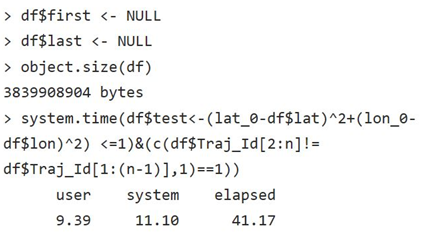 > df$first <- NULL
> df$last <- NULL
> object.size(df)
3839908904 bytes
> system.time(df$test<-(lat_0-df$lat)^2+(lon_0-
df$lon)^2) <=1)&(c(df$Traj_Id[2:n]!=
df$Traj_Id[1:(n-1)],1)==1))
user system elapsed
9.39 11.10 41.17